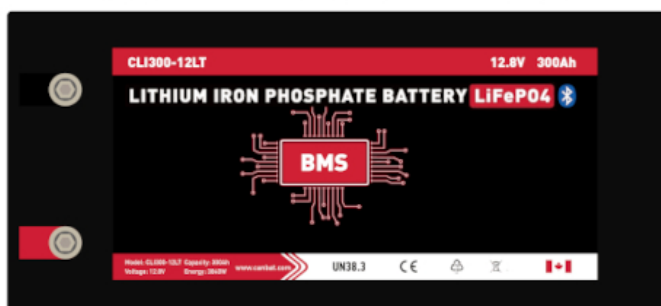 CLI300-12LT 12.8V 300Ah
LITHIUM IRON PHOSPHATE BATTERY LiFePO4
BMS
Model: CLI300-12LT Capacity: 300Ah
Voltage: 12.8V Energy: 3840W
www.canbat.com
UN38.3 CE